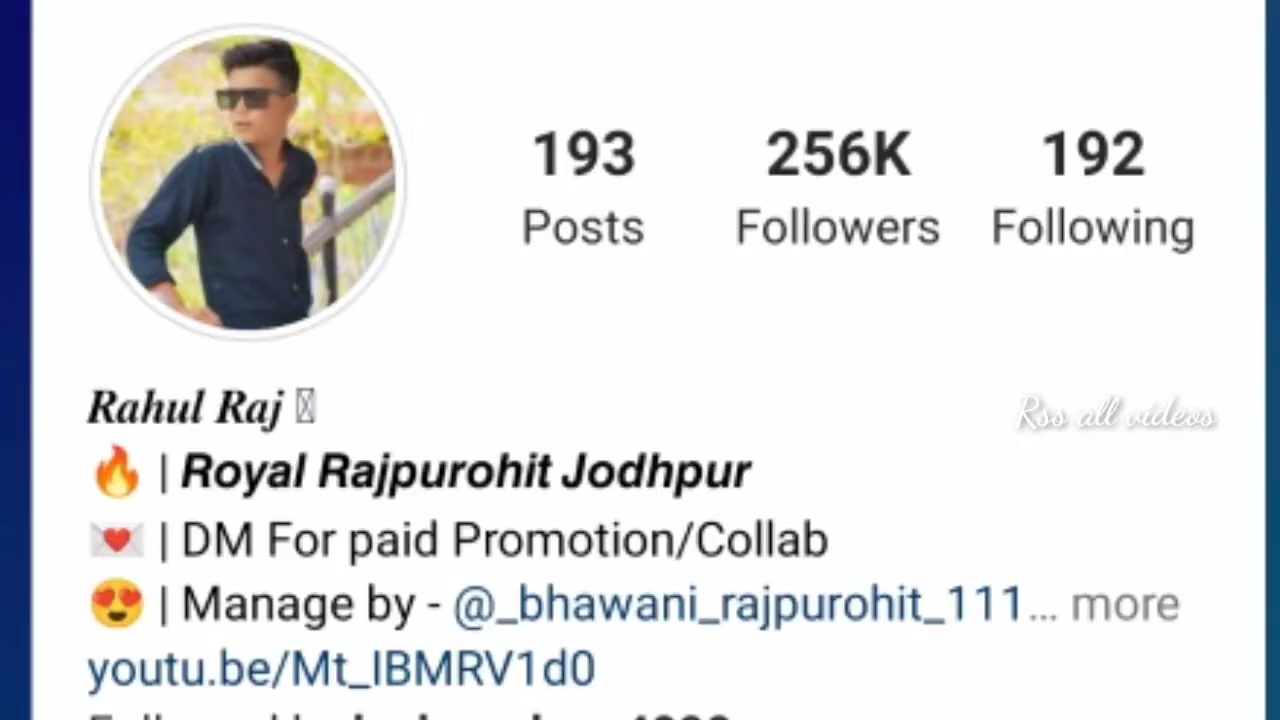 193 256K 192
Posts Followers Following
Rahul Raj
Rss all videos
🔥 | Royal Rajpurohit Jodhpur
💌 | DM For paid Promotion/Collab
😍 | Manage by - @_bhawani_rajpurohit_111... more
youtu.be/Mt_IBMRV1d0